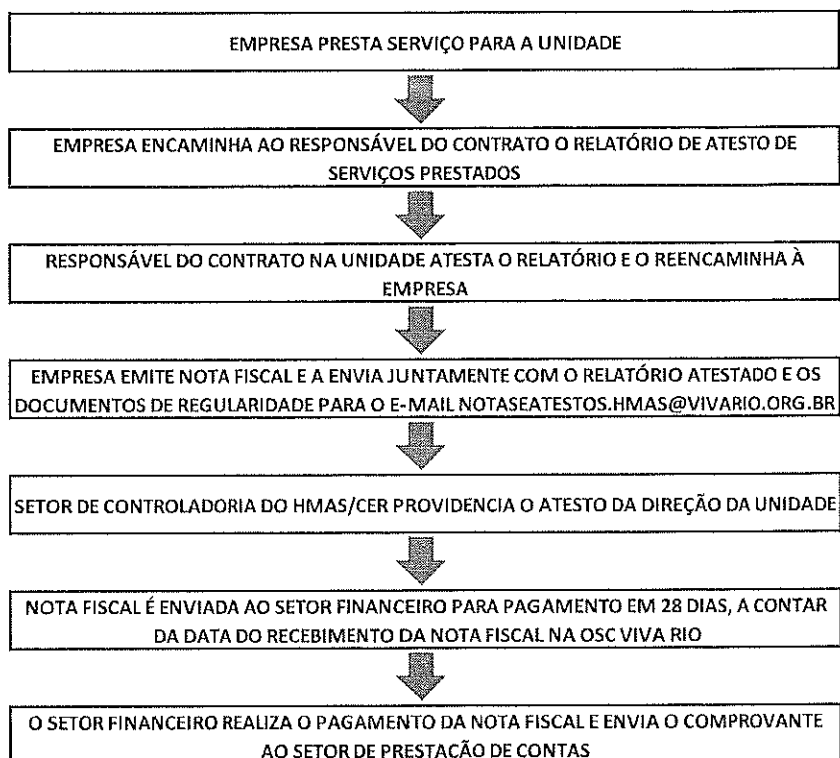 EMPRESA PRESTA SERVIÇO PARA A UNIDADE
EMPRESA ENCAMINHA AO RESPONSÁVEL DO CONTRATO O RELATÓRIO DE ATESTO DE
SERVIÇOS PRESTADOS
RESPONSÁVEL DO CONTRATO NA UNIDADE ATESTA O RELATÓRIO E O REENCAMINHA À
EMPRESA
EMPRESA EMITE NOTA FISCAL E A ENVIA JUNTAMENTE COM O RELATÓRIO ATESTADO E OS
DOCUMENTOS DE REGULARIDADE PARA O E-MAIL NOTASEATESTOS.HMAS@VIVARIO.ORG.BR
SETOR DE CONTROLADORIA DO HMAS/CER PROVIDENCIA O ATESTO DA DIREÇÃO DA UNIDADE
NOTA FISCAL É ENVIADA AO SETOR FINANCEIRO PARA PAGAMENTO EM 28 DIAS, A CONTAR
DA DATA DO RECEBIMENTO DA NOTA FISCAL NA OSC VIVA RIO
O SETOR FINANCEIRO REALIZA O PAGAMENTO DA NOTA FISCAL E ENVIA O COMPROVANTE
AO SETOR DE PRESTAÇÃO DE CONTAS